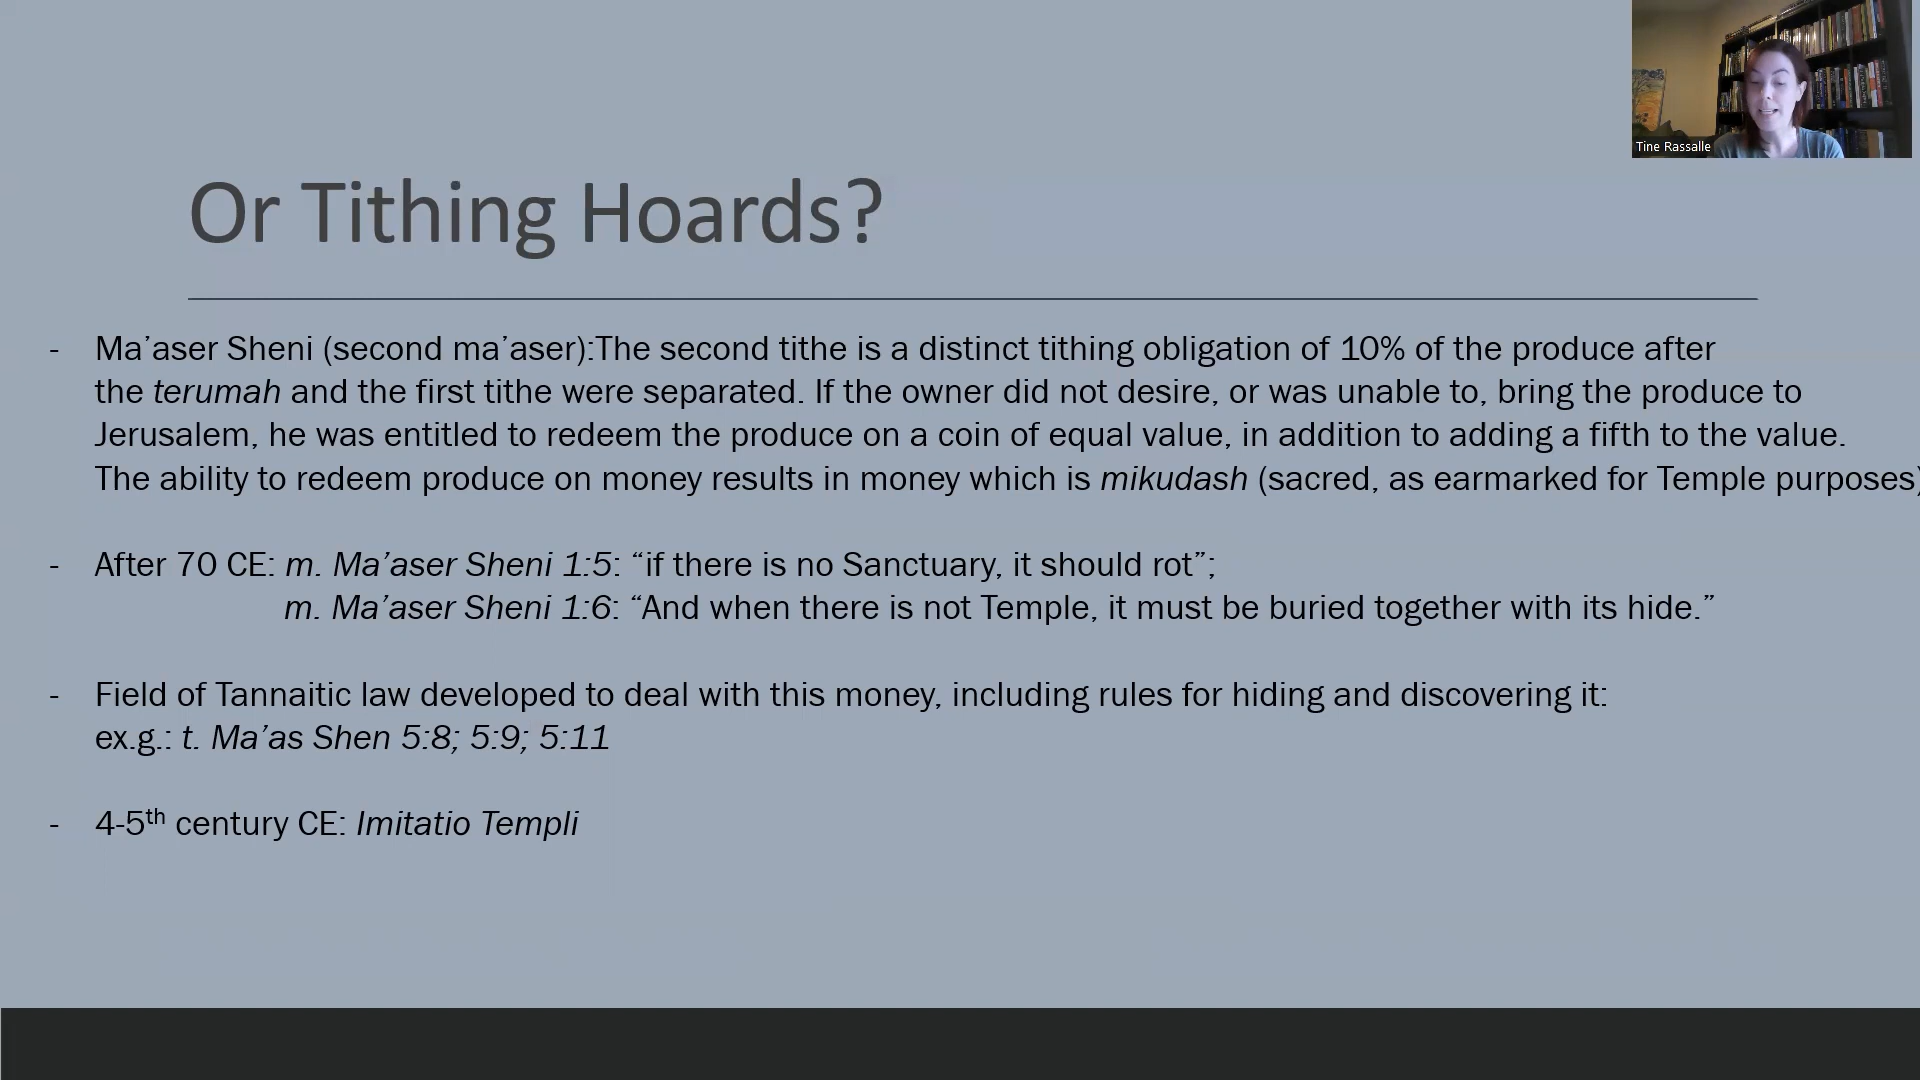 Tine Rassalle
Or Tithing Hoards?
- Ma’aser Sheni (second ma’aser):The second tithe is a distinct tithing obligation of 10% of the produce after
the terumah and the first tithe were separated. If the owner did not desire, or was unable to, bring the produce to
Jerusalem, he was entitled to redeem the produce on a coin of equal value, in addition to adding a fifth to the value.
The ability to redeem produce on money results in money which is mikudash (sacred, as earmarked for Temple purposes)
- After 70 CE: m. Ma’aser Sheni 1:5: “if there is no Sanctuary, it should rot”;
m. Ma’aser Sheni 1:6: “And when there is not Temple, it must be buried together with its hide.”
- Field of Tannaitic law developed to deal with this money, including rules for hiding and discovering it:
ex.g.: t. Ma’as Shen 5:8; 5:9; 5:11
- 4-5th century CE: Imitatio Templi